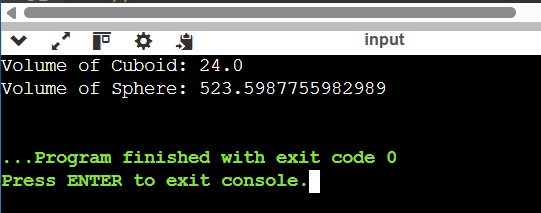 input
Volume of Cuboid: 24.0
Volume of Sphere: 523.5987755982989
...Program finished with exit code 0
Press ENTER to exit console.